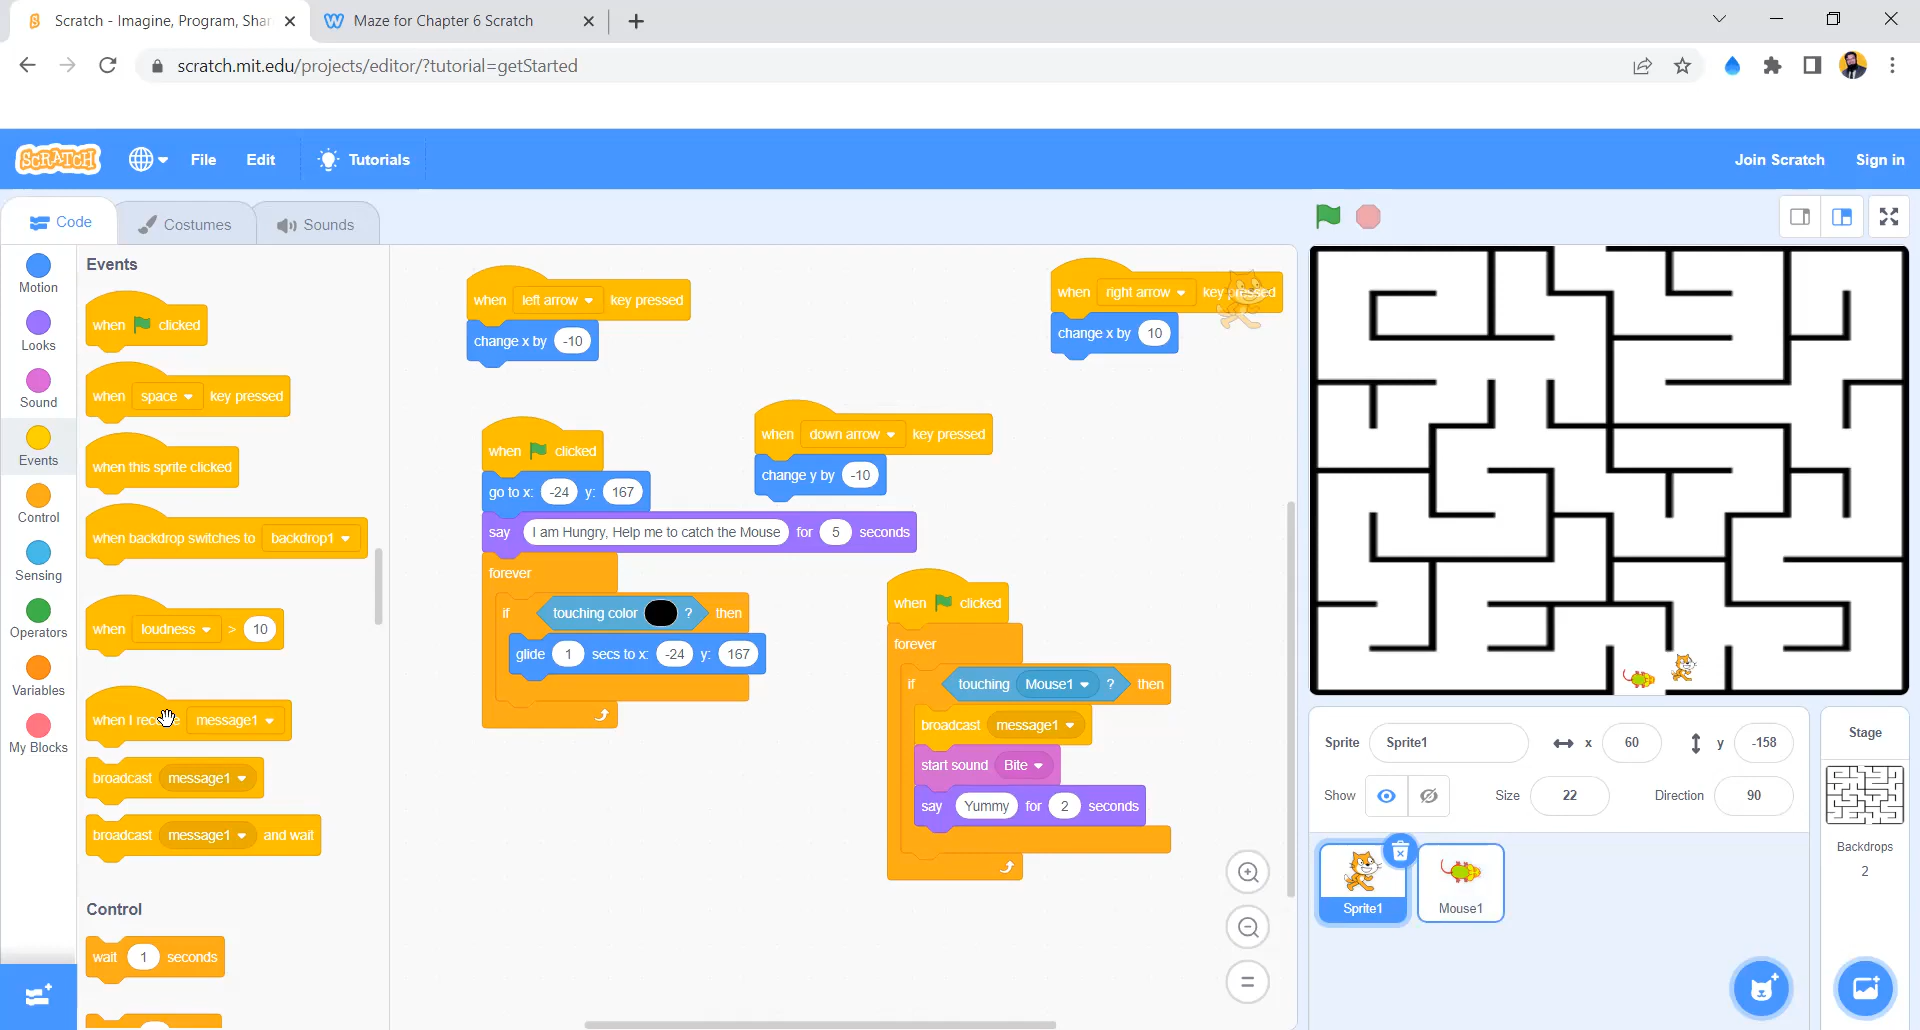 Scratch - Imagine, Program, Shar
Maze for Chapter 6 Scratch
scratch.mit.edu/projects/editor/?tutorial=getStarted
SCRATCH
File
Edit
Tutorials
Join Scratch
Sign in
Code
Costumes
Sounds
Motion
Looks
Sound
Events
Control
Sensing
Operators
Variables
My Blocks
Events
when clicked
when space key pressed
when this sprite clicked
when backdrop switches to backdrop1
when loudness > 10
when I message1
broadcast message1
broadcast message1 and wait
Control
wait 1 seconds
when left arrow key pressed
change x by -10
when right arrow key pressed
change x by 10
when clicked
go to x: -24 y: 167
say I am Hungry, Help me to catch the Mouse for 5 seconds
forever
if touching color ? then
glide 1 secs to x: -24 y: 167
when down arrow key pressed
change y by -10
when clicked
forever
if touching Mouse1 ? then
broadcast message1
start sound Bite
say Yummy for 2 seconds
Sprite Sprite1 x 60 y -158
Show Size 22 Direction 90
Sprite1
Mouse1
Stage
Backdrops
2